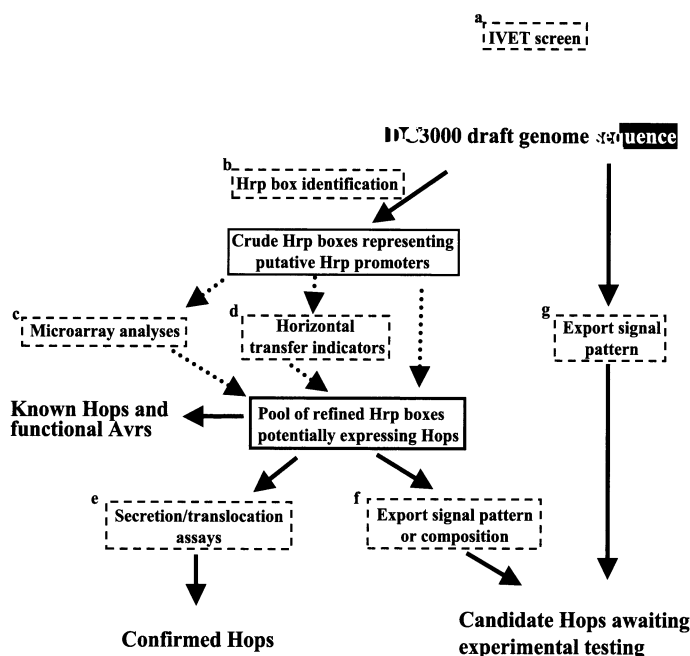 a
IVET screen
DC3000 draft genome sequence
b
Hrp box identification
Crude Hrp boxes representing
putative Hrp promoters
c
Microarray analyses
d
Horizontal
transfer indicators
g
Export signal
pattern
Known Hops and
functional Avrs
Pool of refined Hrp boxes
potentially expressing Hops
e
Secretion/translocation
assays
f
Export signal pattern
or composition
Confirmed Hops
Candidate Hops awaiting
experimental testing